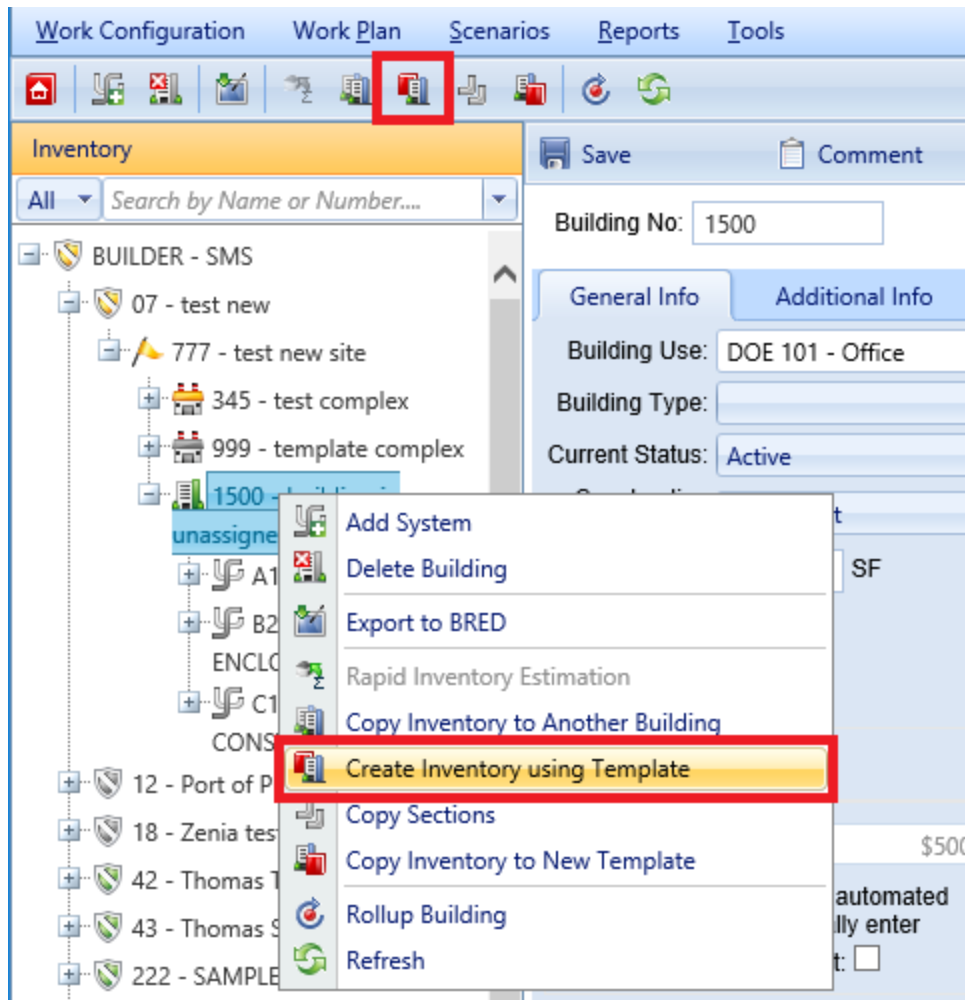 Work Configuration Work Plan Scenarios Reports Tools
Inventory
Save Comment
All Search by Name or Number....
Building No: 1500
BUILDER - SMS
General Info Additional Info
07 - test new
777 - test new site
Building Use: DOE 101 - Office
345 - test complex
Building Type:
999 - template complex
Current Status: Active
1500 -
unassigne
Add System
t
A1
Delete Building
SF
B2
Export to BRED
ENCLO
Rapid Inventory Estimation
C1
Copy Inventory to Another Building
CONS
Create Inventory using Template
12 - Port of P
Copy Sections
18 - Zenia tes
$500
Copy Inventory to New Template
42 - Thomas T
automated
43 - Thomas S
Rollup Building
lly enter
222 - SAMPLE
Refresh
t: